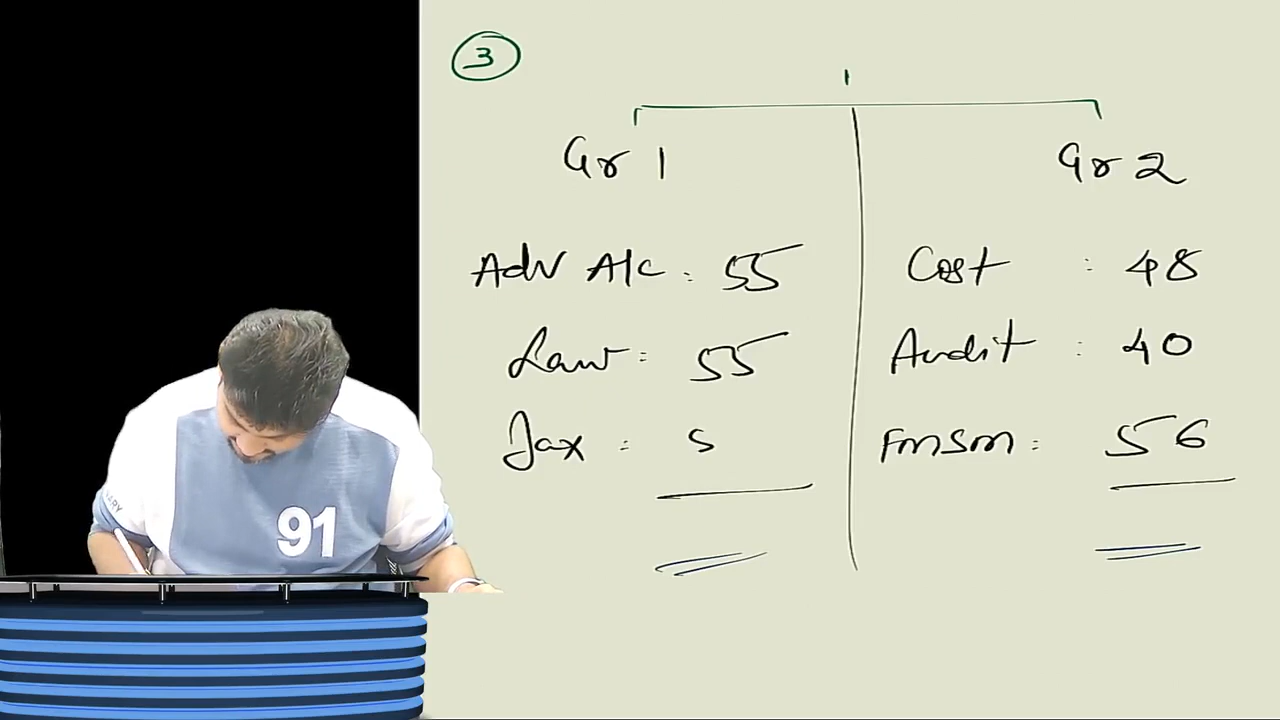 3
Gr 1
Gr 2
Adv A/c : 55
Law : 55
Tax : 5
Cost : 48
Audit : 40
FMSM : 56
91